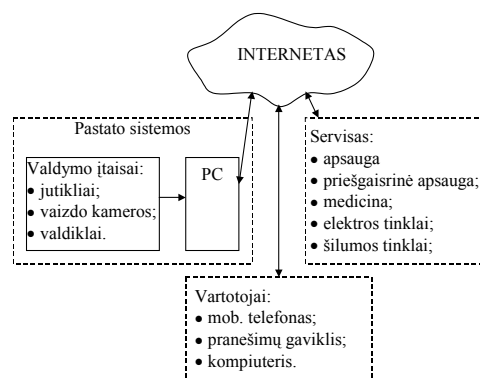 INTERNETAS
Pastato sistemos
Valdymo įtaisai:
• jutikliai;
• vaizdo kameros;
• valdiklai.
PC
Servisas:
• apsauga
• priešgaisrinė apsauga;
• medicina;
• elektros tinklai;
• šilumos tinklai;
Vartotojai:
• mob. telefonas;
• pranešimų gaviklis;
• kompiuteris.